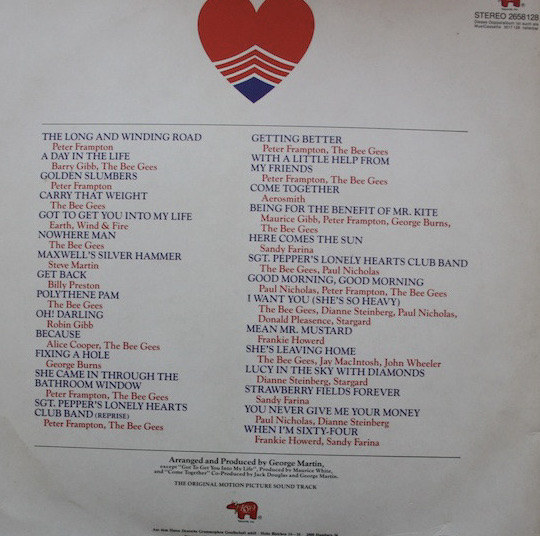 STEREO 2658 128
THE LONG AND WINDING ROAD
Peter Frampton
A DAY IN THE LIFE
Barry Gibb, The Bee Gees
GOLDEN SLUMBERS
Peter Frampton
CARRY THAT WEIGHT
The Bee Gees
GOT TO GET YOU INTO MY LIFE
Earth, Wind & Fire
NOWHERE MAN
The Bee Gees
MAXWELL'S SILVER HAMMER
Steve Martin
GET BACK
Billy Preston
POLYTHENE PAM
The Bee Gees
OH! DARLING
Robin Gibb
BECAUSE
Alice Cooper, The Bee Gees
FIXING A HOLE
George Burns
SHE CAME IN THROUGH THE
BATHROOM WINDOW
Peter Frampton, The Bee Gees
SGT. PEPPER'S LONELY HEARTS
CLUB BAND (REPRISE)
Peter Frampton, The Bee Gees
GETTING BETTER
Peter Frampton, The Bee Gees
WITH A LITTLE HELP FROM
MY FRIENDS
Peter Frampton, The Bee Gees
COME TOGETHER
Aerosmith
BEING FOR THE BENEFIT OF MR. KITE
Maurice Gibb, Peter Frampton, George Burns,
The Bee Gees
HERE COMES THE SUN
Sandy Farina
SGT. PEPPER'S LONELY HEARTS CLUB BAND
The Bee Gees, Paul Nicholas
GOOD MORNING, GOOD MORNING
Paul Nicholas, Peter Frampton, The Bee Gees
I WANT YOU (SHE'S SO HEAVY)
The Bee Gees, Dianne Steinberg, Paul Nicholas,
Donald Pleasence, Stargard
MEAN MR. MUSTARD
Frankie Howerd
SHE'S LEAVING HOME
The Bee Gees, Jay MacIntosh, John Wheeler
LUCY IN THE SKY WITH DIAMONDS
Dianne Steinberg, Stargard
STRAWBERRY FIELDS FOREVER
Sandy Farina
YOU NEVER GIVE ME YOUR MONEY
Paul Nicholas, Dianne Steinberg
WHEN I'M SIXTY-FOUR
Frankie Howerd, Sandy Farina
Arranged and Produced by George Martin,
except "Got To Get You Into My Life", Produced by Maurice White,
and "Come Together" Co-Produced by Jack Douglas and George Martin.
THE ORIGINAL MOTION PICTURE SOUND TRACK
RSO